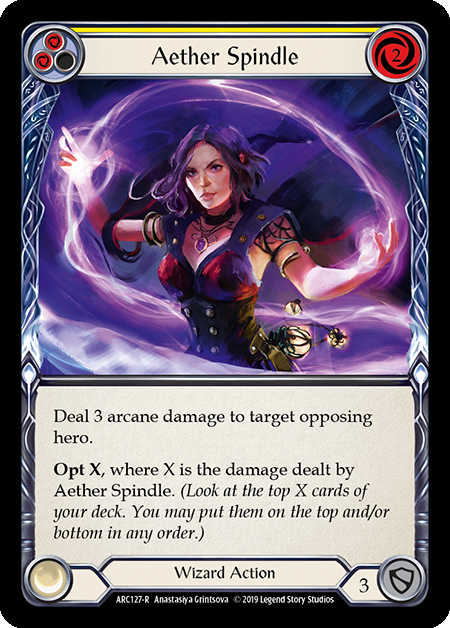 Aether Spindle
2
Deal 3 arcane damage to target opposing
hero.
Opt X, where X is the damage dealt by
Aether Spindle. (Look at the top X cards of
your deck. You may put them on the top and/or
bottom in any order.)
Wizard Action
3
ARC127-R Anastasiya Grintsova © 2019 Legend Story Studios